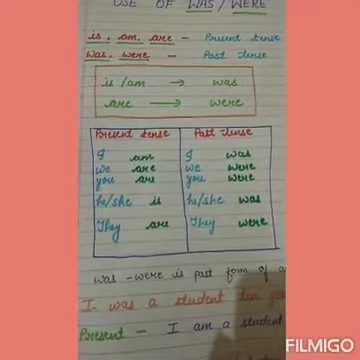 USE OF WAS / WERE
is, am, are - Present tense
was, were - Past tense
is / am → was
are → were
Present tense Past tense
I am I was
we are we were
you are you were
he/she is he/she was
They are They were
was - were is past form of
I was a student ten
Present - I am a student
FILMIGO